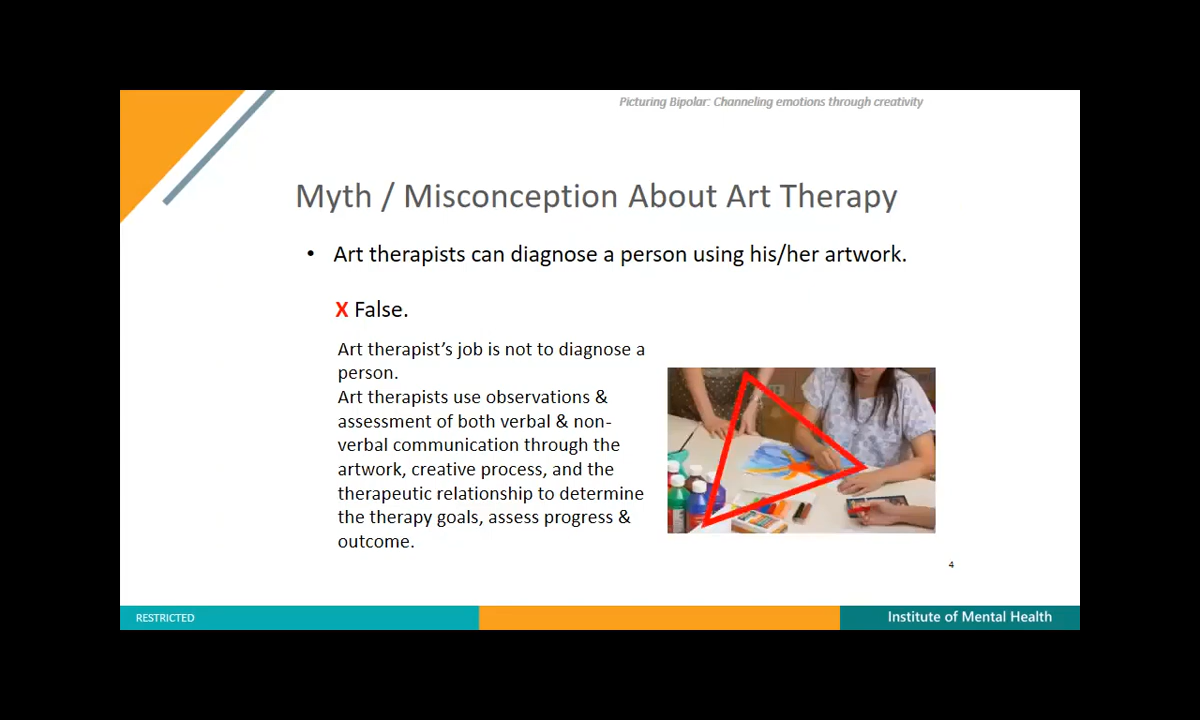 Picturing Bipolar: Channeling emotions through creativity
Myth / Misconception About Art Therapy
• Art therapists can diagnose a person using his/her artwork.
X False.
Art therapist’s job is not to diagnose a
person.
Art therapists use observations &
assessment of both verbal & non-
verbal communication through the
artwork, creative process, and the
therapeutic relationship to determine
the therapy goals, assess progress &
outcome.
4
RESTRICTED
Institute of Mental Health